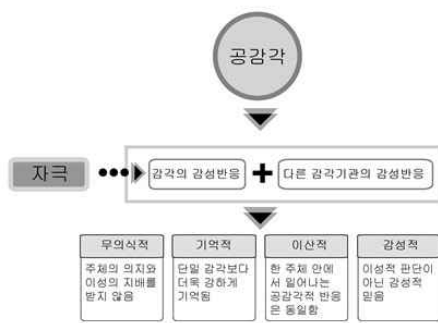 공감각
자극
감각의 감성반응
다른 감각기관의 감성반응
무의식적
주체의 의지와
이성의 지배를
받지 않음
기억적
단일 감각보다
더욱 강하게
기억됨
이산적
한 주체 안에
서 일어나는
공감각적 반응
은 동일함
감성적
이성적 판단이
아닌 감성적
믿음